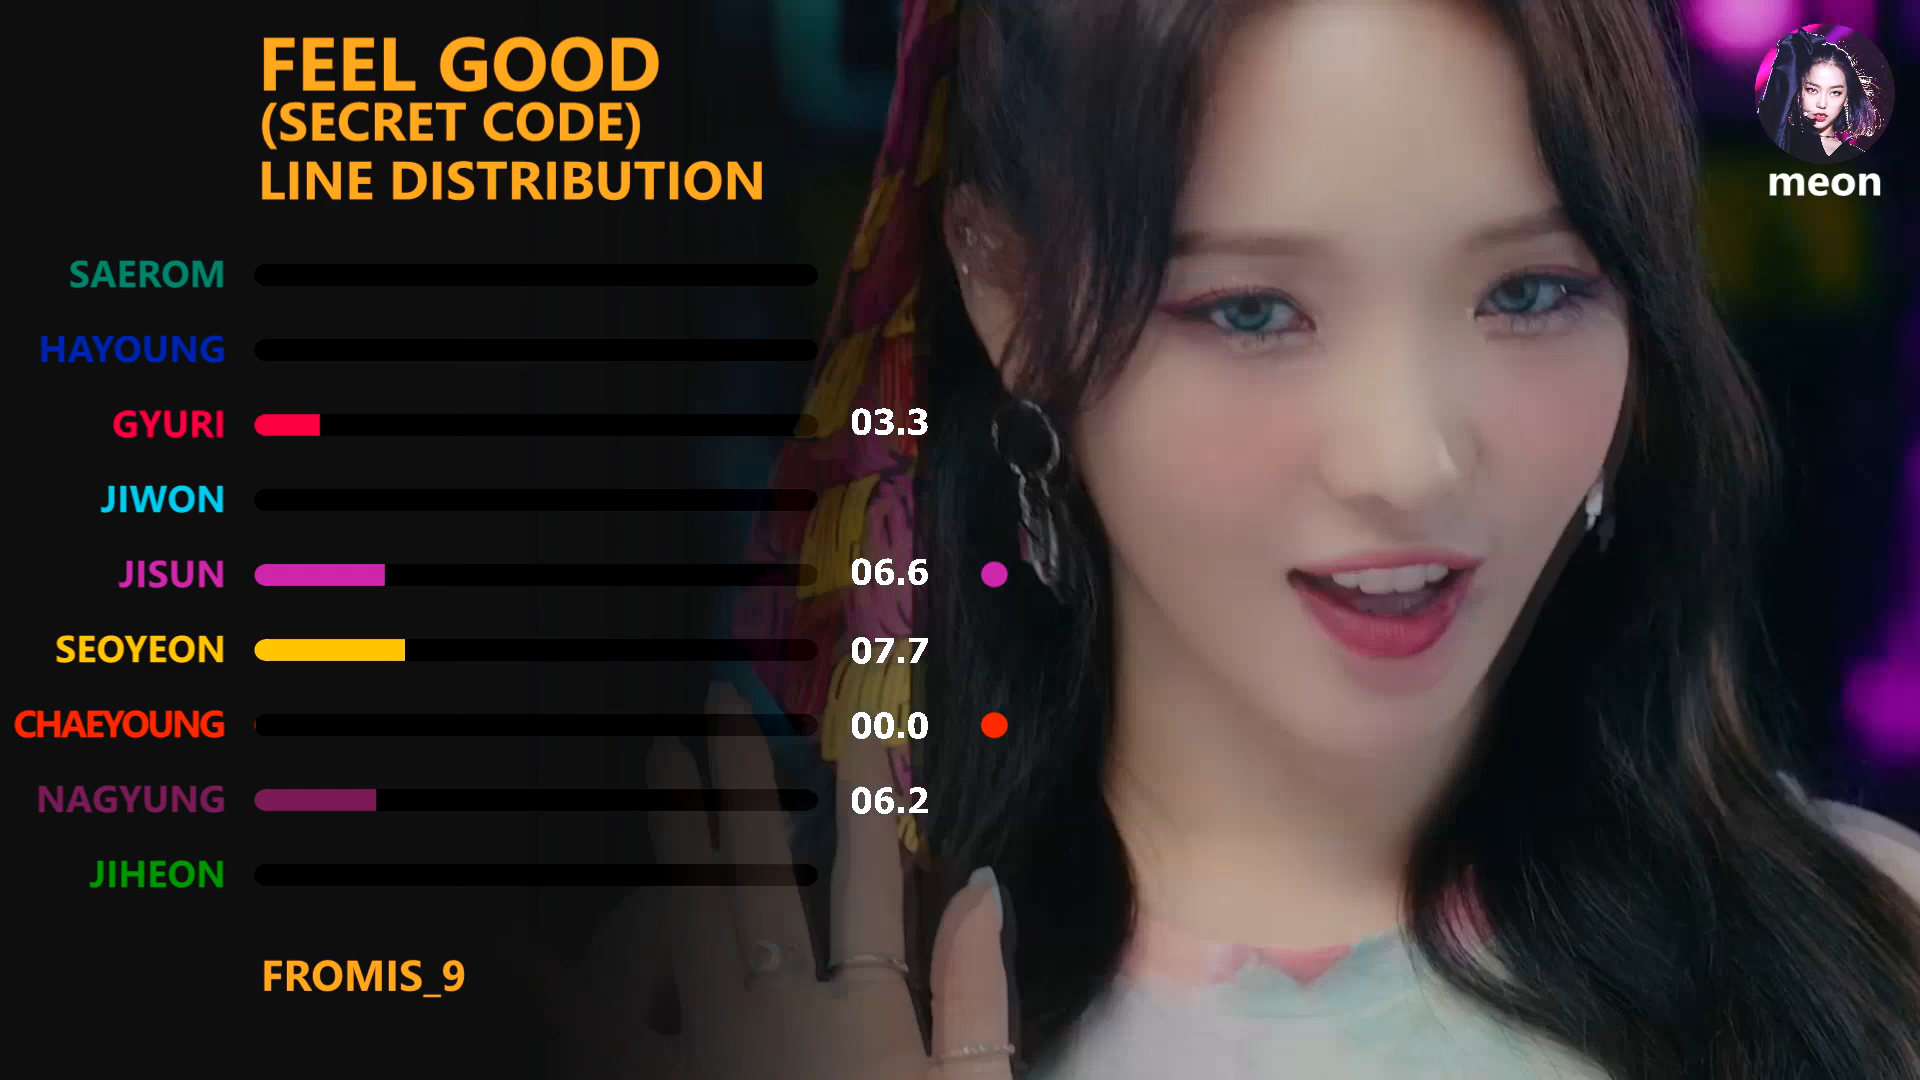 FEEL GOOD
(SECRET CODE)
LINE DISTRIBUTION
meon
SAEROM
HAYOUNG
GYURI 03.3
JIWON
JISUN 06.6
SEOYEON 07.7
CHAEYOUNG 00.0
NAGYUNG 06.2
JIHEON
FROMIS_9